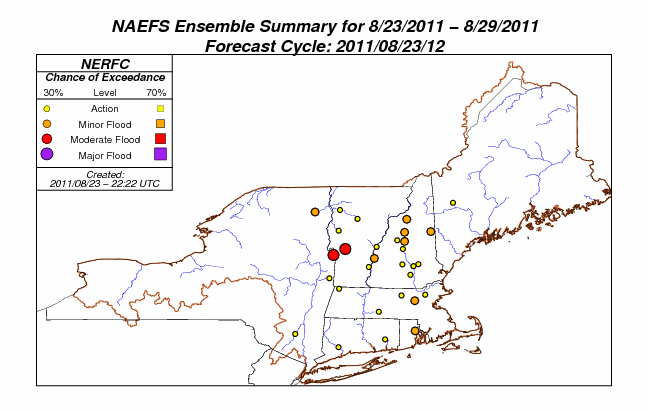 NAEFS Ensemble Summary for 8/23/2011 – 8/29/2011
Forecast Cycle: 2011/08/23/12
NERFC
Chance of Exceedance
30% Level 70%
Action
Minor Flood
Moderate Flood
Major Flood
Created:
2011/08/23 – 22:22 UTC